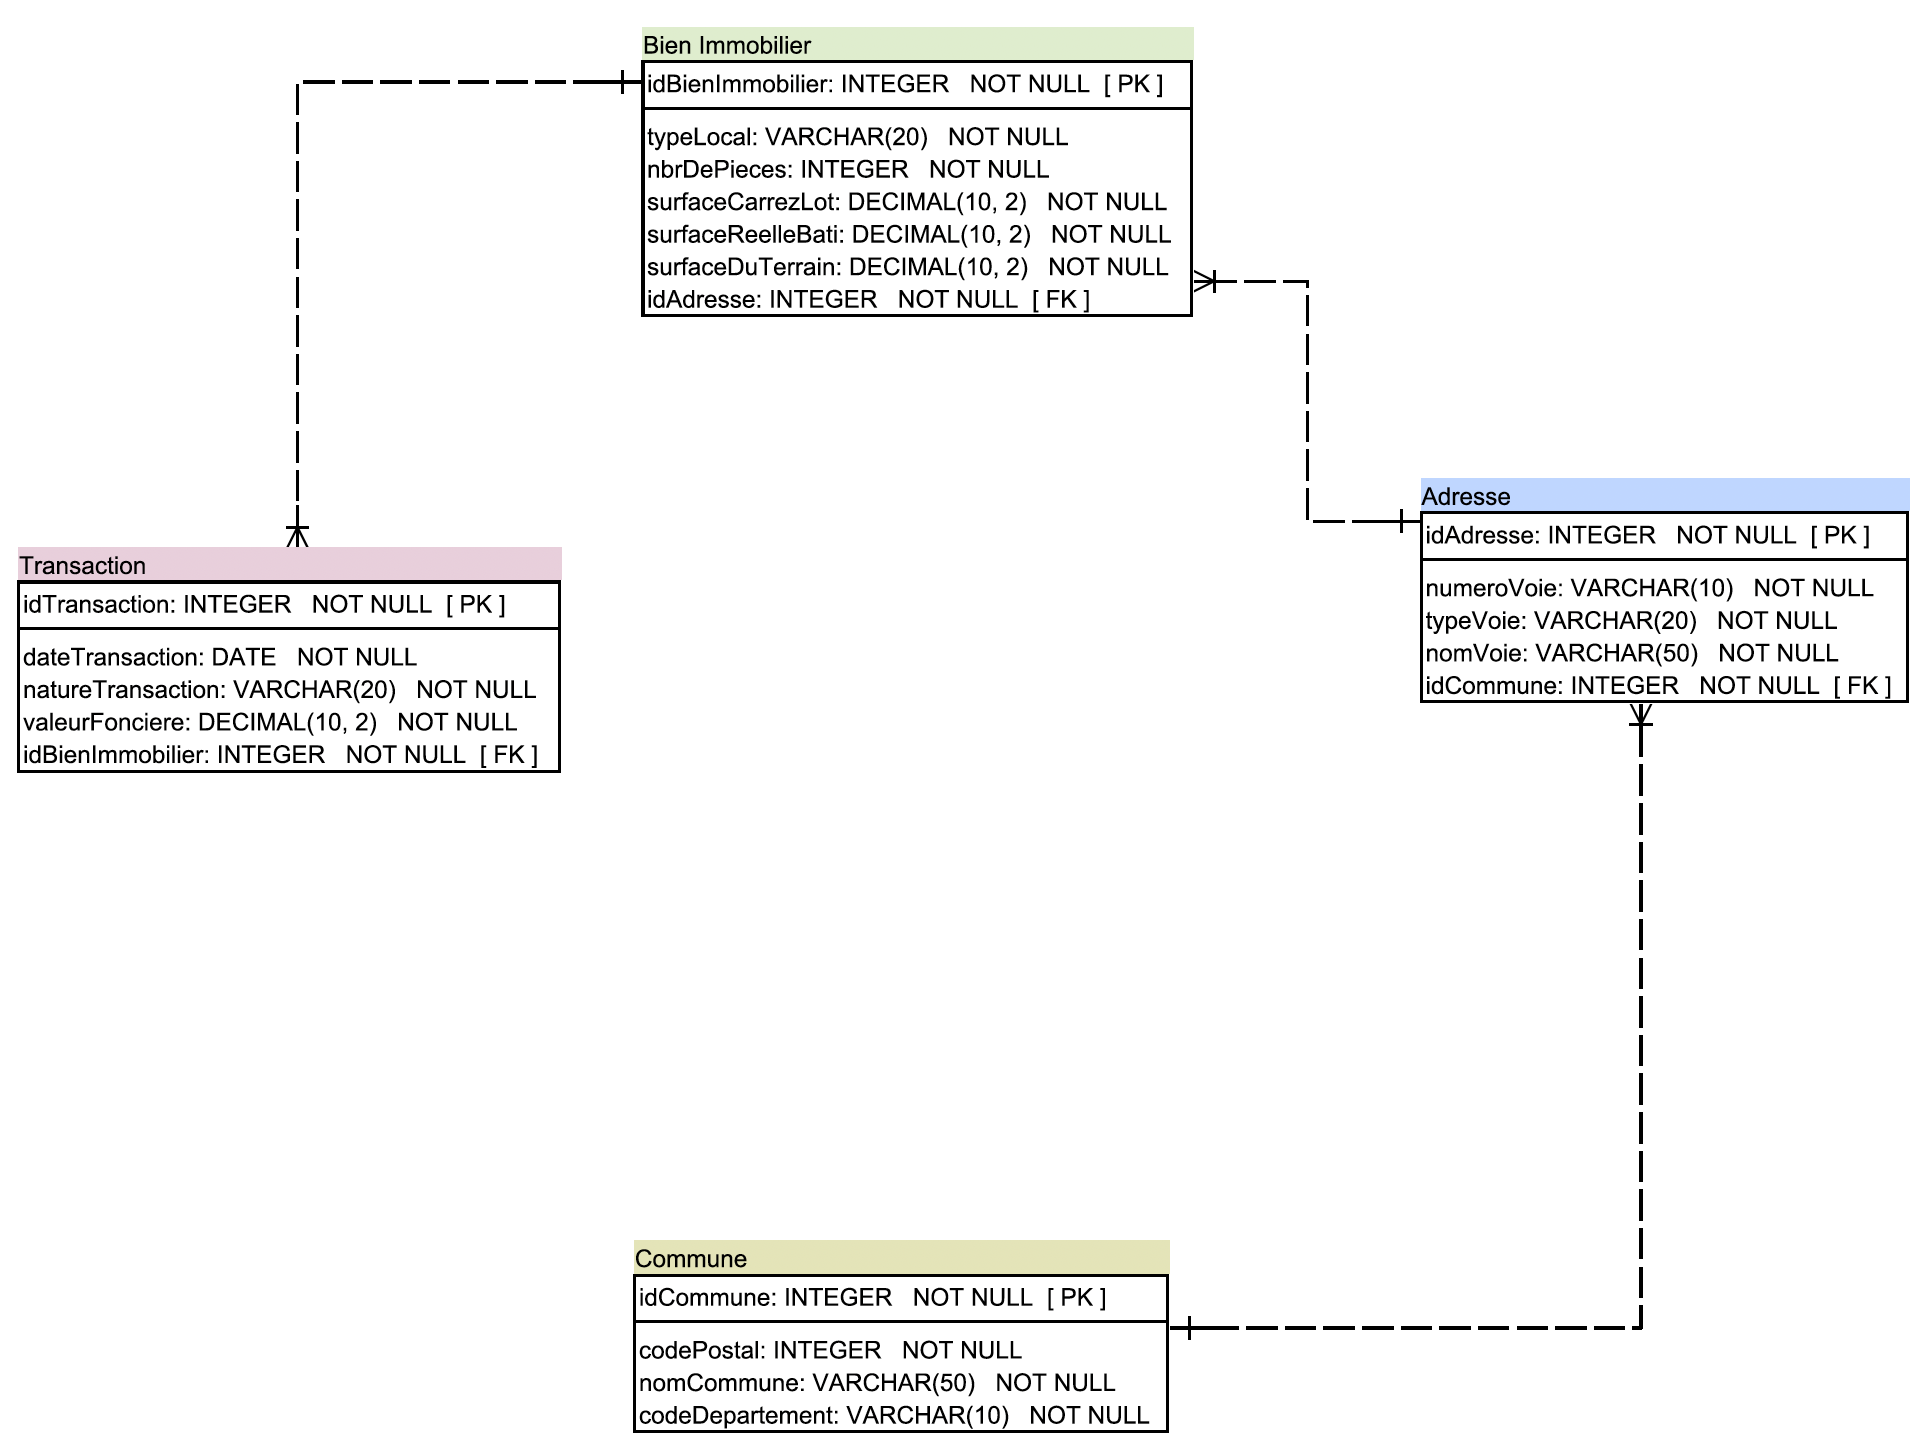 Bien Immobilier
idBienImmobilier: INTEGER NOT NULL [ PK ]
typeLocal: VARCHAR(20) NOT NULL
nbrDePieces: INTEGER NOT NULL
surfaceCarrezLot: DECIMAL(10, 2) NOT NULL
surfaceReelleBati: DECIMAL(10, 2) NOT NULL
surfaceDuTerrain: DECIMAL(10, 2) NOT NULL
idAdresse: INTEGER NOT NULL [ FK ]
Adresse
idAdresse: INTEGER NOT NULL [ PK ]
numeroVoie: VARCHAR(10) NOT NULL
typeVoie: VARCHAR(20) NOT NULL
nomVoie: VARCHAR(50) NOT NULL
idCommune: INTEGER NOT NULL [ FK ]
Transaction
idTransaction: INTEGER NOT NULL [ PK ]
dateTransaction: DATE NOT NULL
natureTransaction: VARCHAR(20) NOT NULL
valeurFonciere: DECIMAL(10, 2) NOT NULL
idBienImmobilier: INTEGER NOT NULL [ FK ]
Commune
idCommune: INTEGER NOT NULL [ PK ]
codePostal: INTEGER NOT NULL
nomCommune: VARCHAR(50) NOT NULL
codeDepartement: VARCHAR(10) NOT NULL